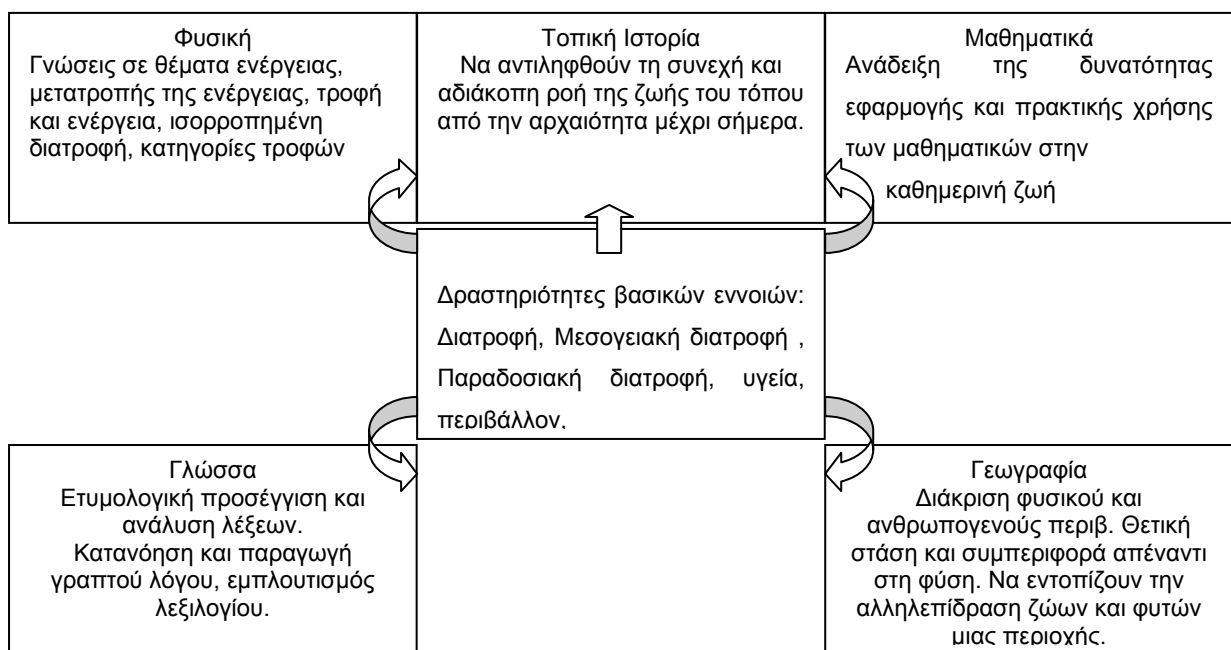 Φυσική
Γνώσεις σε θέματα ενέργειας,
μετατροπής της ενέργειας, τροφή
και ενέργεια, ισορροπημένη
διατροφή, κατηγορίες τροφών
Τοπική Ιστορία
Να αντιληφθούν τη συνεχή και
αδιάκοπη ροή της ζωής του τόπου
από την αρχαιότητα μέχρι σήμερα.
Μαθηματικά
Ανάδειξη της δυνατότητας
εφαρμογής και πρακτικής χρήσης
των μαθηματικών στην
καθημερινή ζωή
Δραστηριότητες βασικών εννοιών:
Διατροφή, Μεσογειακή διατροφή ,
Παραδοσιακή διατροφή, υγεία,
περιβάλλον.
Γλώσσα
Ετυμολογική προσέγγιση και
ανάλυση λέξεων.
Κατανόηση και παραγωγή
γραπτού λόγου, εμπλουτισμός
λεξιλογίου.
Γεωγραφία
Διάκριση φυσικού και
ανθρωπογενούς περιβ. Θετική
στάση και συμπεριφορά απέναντι
στη φύση. Να εντοπίζουν την
αλληλεπίδραση ζώων και φυτών
μιας περιοχής.